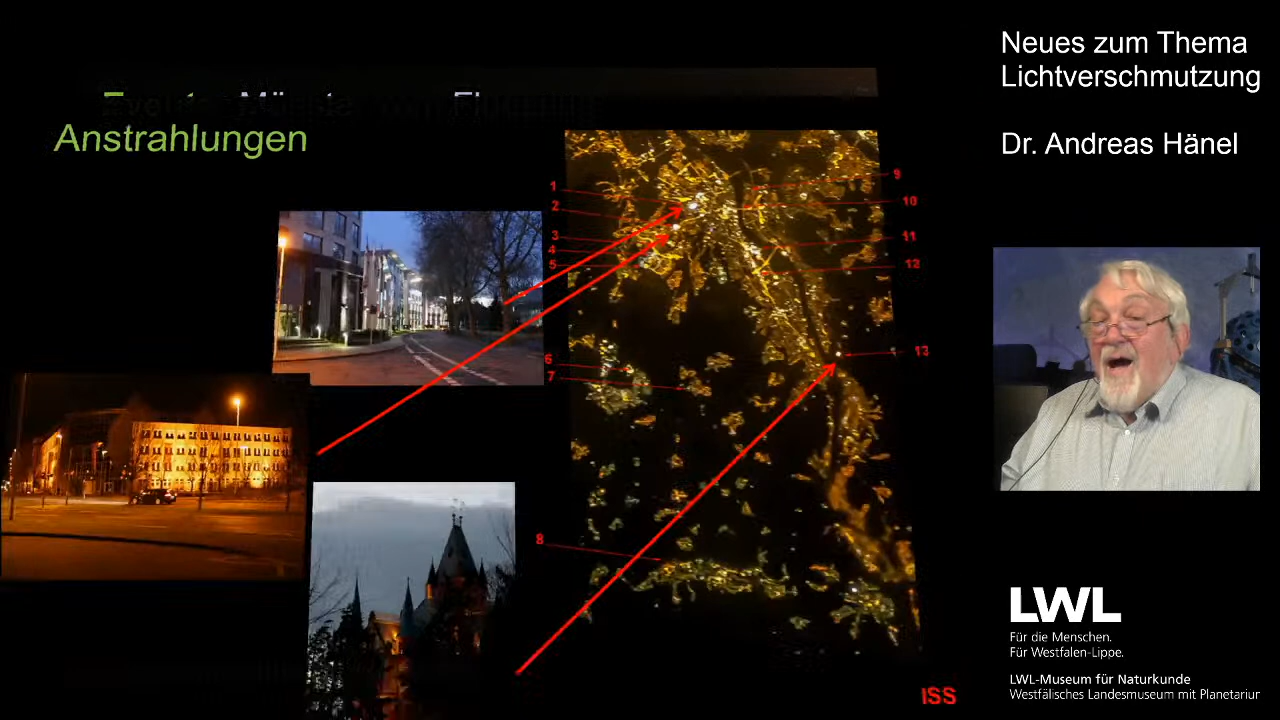 Neues zum Thema
Lichtverschmutzung
Dr. Andreas Hänel
Anstrahlungen
1
2
3
4
5
6
7
8
9
10
11
12
13
ISS
LWL
Für die Menschen.
Für Westfalen-Lippe.
LWL-Museum für Naturkunde
Westfälisches Landesmuseum mit Planetariur